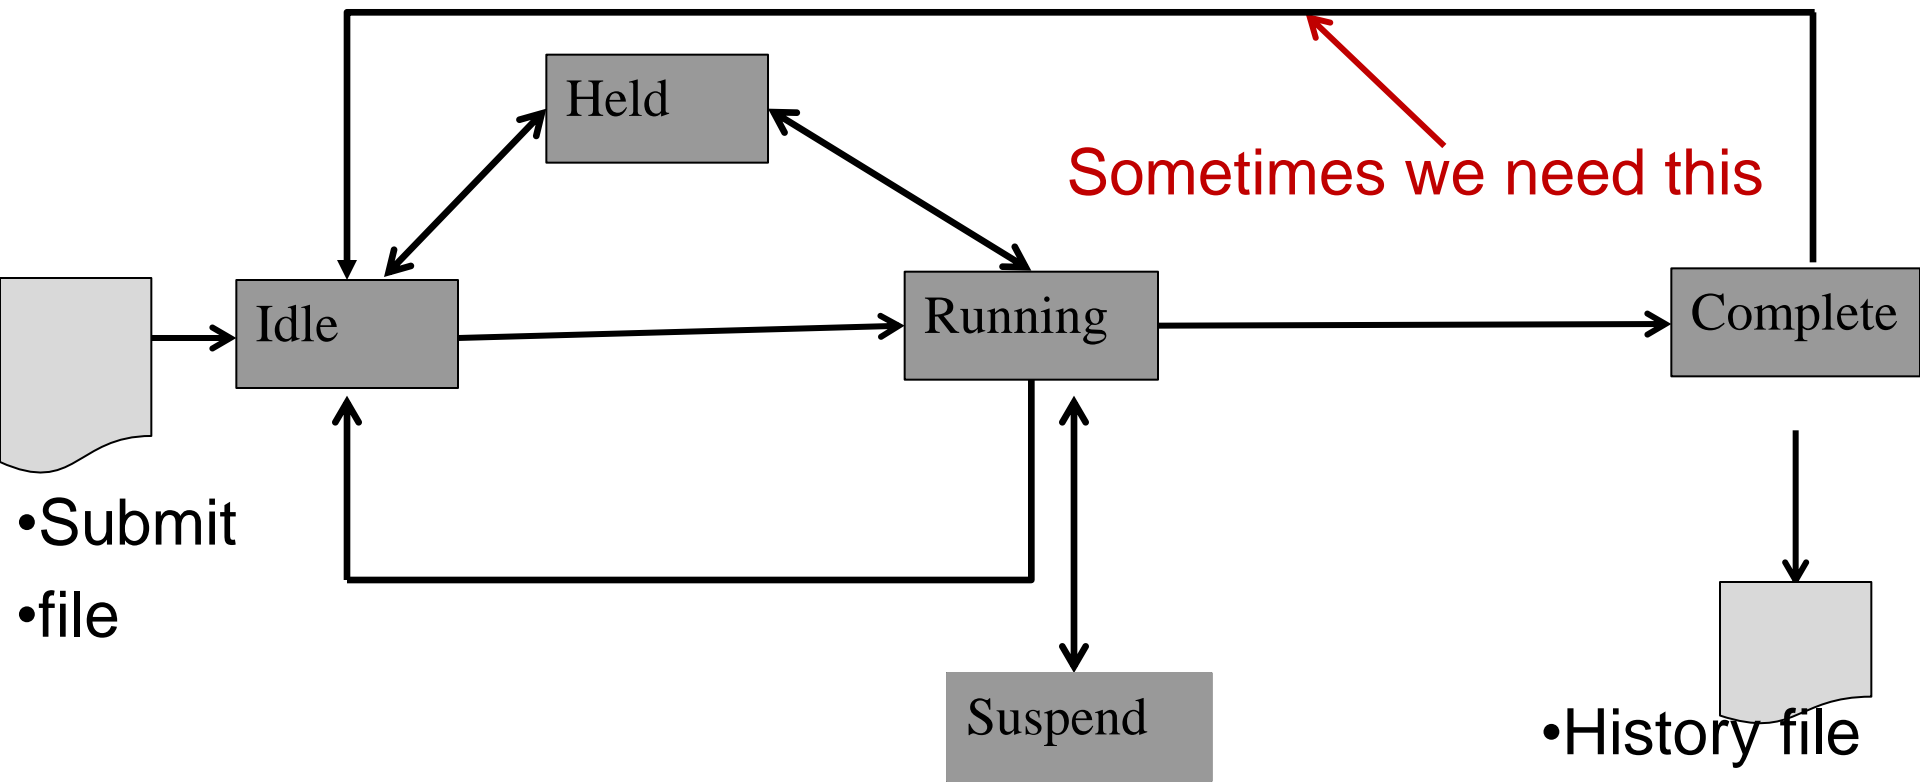 Held
Sometimes we need this
Idle
Running
Complete
•Submit
•file
Suspend
•History file